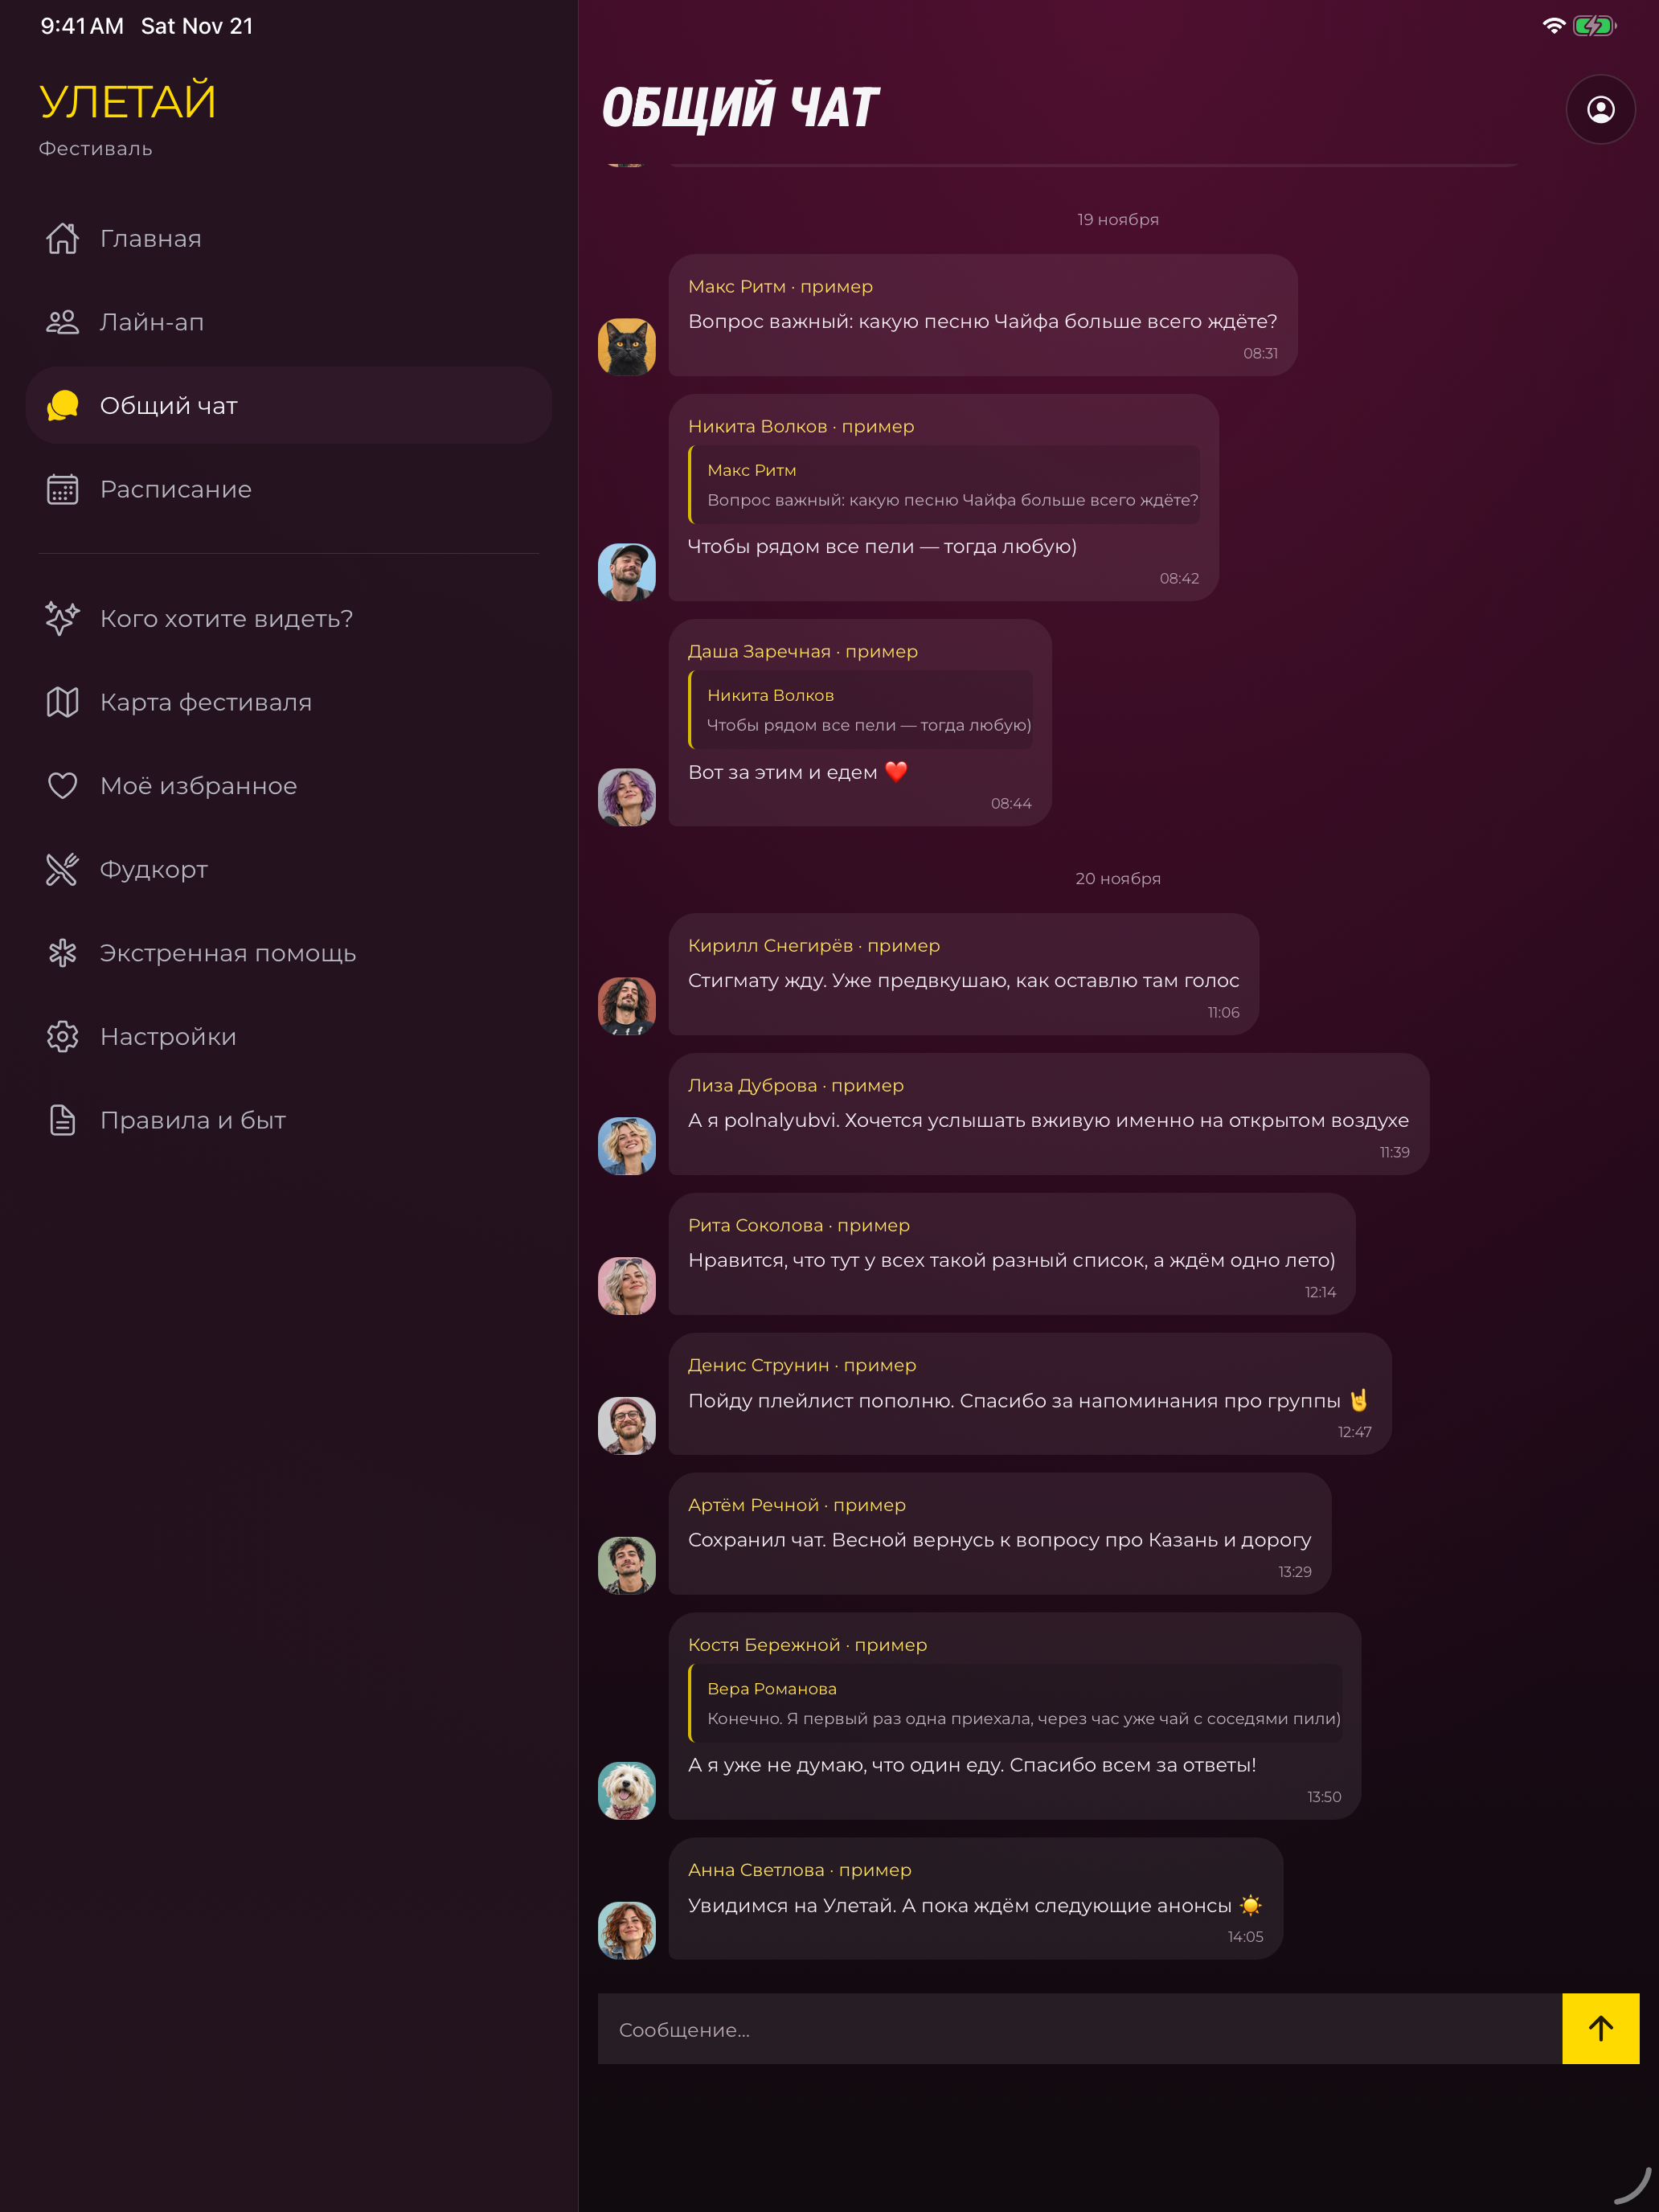 9:41 AM Sat Nov 21
УЛЕТАЙ
Фестиваль
Главная
Лайн-ап
Общий чат
Расписание
Кого хотите видеть?
Карта фестиваля
Моё избранное
Фудкорт
Экстренная помощь
Настройки
Правила и быт
ОБЩИЙ ЧАТ
19 ноября
Макс Ритм · пример
Вопрос важный: какую песню Чайфа больше всего ждёте?
08:31
Никита Волков · пример
Макс Ритм
Вопрос важный: какую песню Чайфа больше всего ждёте?
Чтобы рядом все пели — тогда любую)
08:42
Даша Заречная · пример
Никита Волков
Чтобы рядом все пели — тогда любую)
Вот за этим и едем ❤️
08:44
20 ноября
Кирилл Снегирёв · пример
Стигмату жду. Уже предвкушаю, как оставлю там голос
11:06
Лиза Дуброва · пример
А я polnalyubvi. Хочется услышать вживую именно на открытом воздухе
11:39
Рита Соколова · пример
Нравится, что тут у всех такой разный список, а ждём одно лето)
12:14
Денис Струнин · пример
Пойду плейлист пополню. Спасибо за напоминания про группы 🤘
12:47
Артём Речной · пример
Сохранил чат. Весной вернусь к вопросу про Казань и дорогу
13:29
Костя Бережной · пример
Вера Романова
Конечно. Я первый раз одна приехала, через час уже чай с соседями пили)
А я уже не думаю, что один еду. Спасибо всем за ответы!
13:50
Анна Светлова · пример
Увидимся на Улетай. А пока ждём следующие анонсы ☀️
14:05
Сообщение...